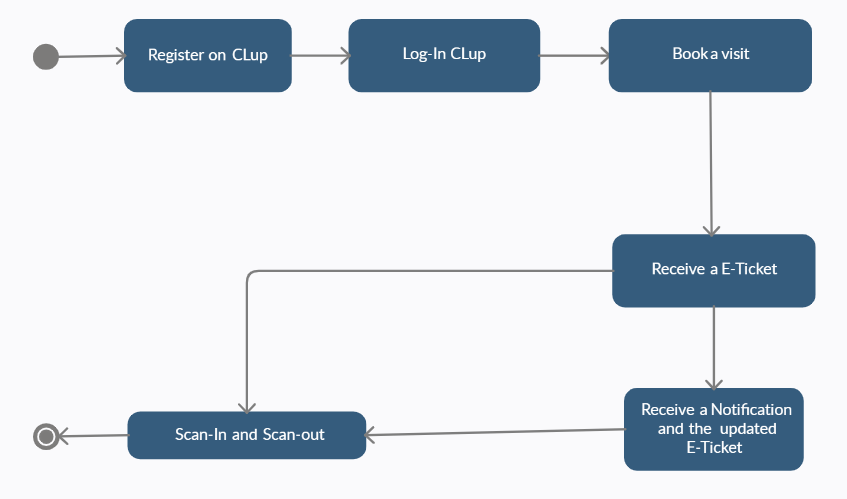 Register on CLup
Log-In CLup
Book a visit
Receive a E-Ticket
Receive a Notification
and the updated
E-Ticket
Scan-In and Scan-out